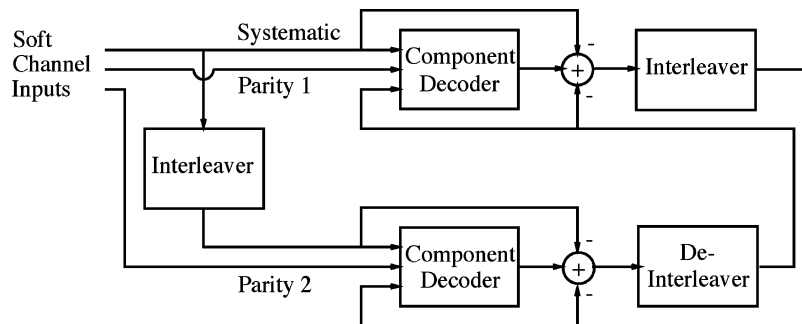 Soft
Channel
Inputs
Systematic
Parity 1
Component
Decoder
-
+
-
Interleaver
Interleaver
Parity 2
Component
Decoder
-
+
-
De-
Interleaver